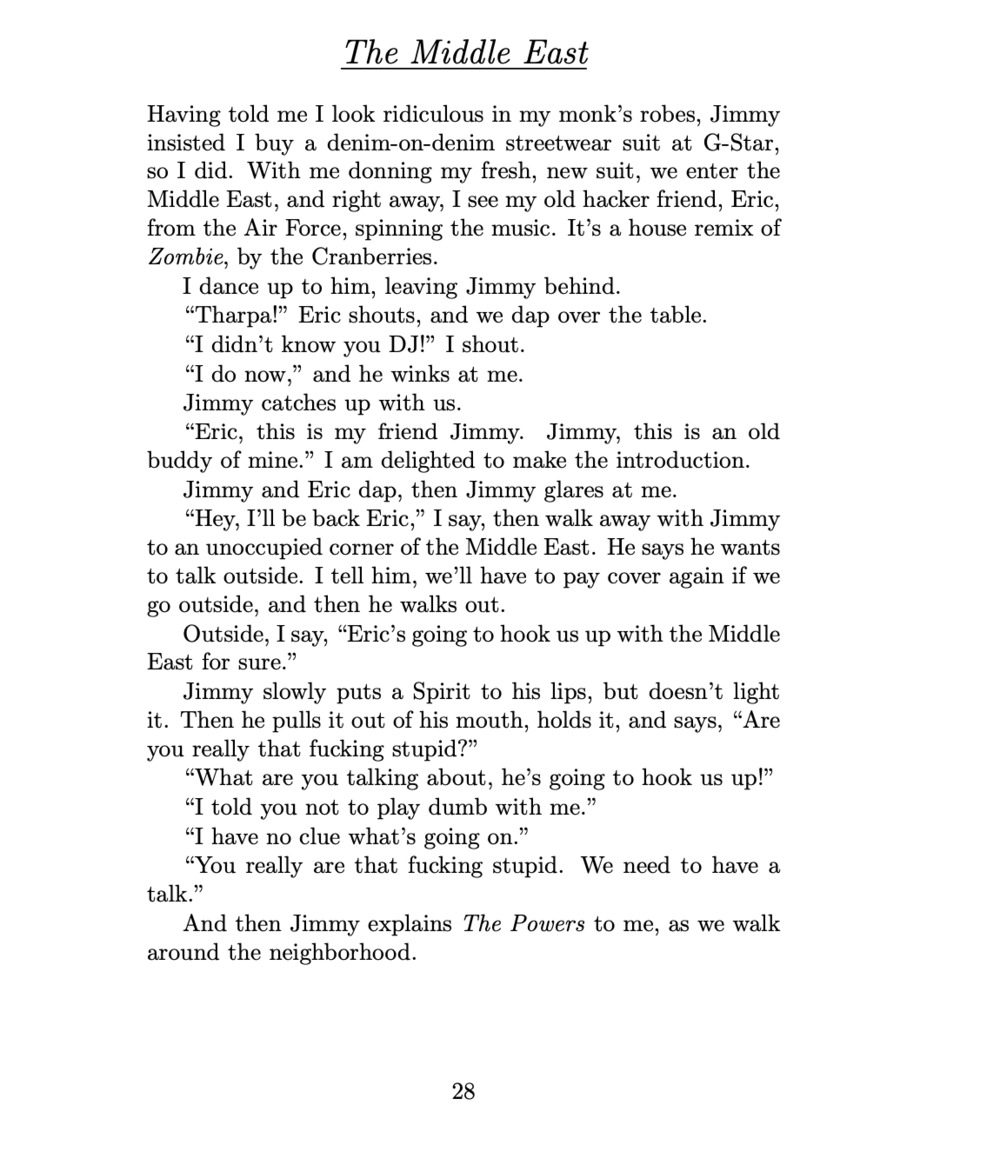 The Middle East
Having told me I look ridiculous in my monk’s robes, Jimmy
insisted I buy a denim-on-denim streetwear suit at G-Star,
so I did. With me donning my fresh, new suit, we enter the
Middle East, and right away, I see my old hacker friend, Eric,
from the Air Force, spinning the music. It’s a house remix of
Zombie, by the Cranberries.
I dance up to him, leaving Jimmy behind.
“Tharpa!” Eric shouts, and we dap over the table.
“I didn’t know you DJ!” I shout.
“I do now,” and he winks at me.
Jimmy catches up with us.
“Eric, this is my friend Jimmy. Jimmy, this is an old
buddy of mine.” I am delighted to make the introduction.
Jimmy and Eric dap, then Jimmy glares at me.
“Hey, I’ll be back Eric,” I say, then walk away with Jimmy
to an unoccupied corner of the Middle East. He says he wants
to talk outside. I tell him, we’ll have to pay cover again if we
go outside, and then he walks out.
Outside, I say, “Eric’s going to hook us up with the Middle
East for sure.”
Jimmy slowly puts a Spirit to his lips, but doesn’t light
it. Then he pulls it out of his mouth, holds it, and says, “Are
you really that fucking stupid?”
“What are you talking about, he’s going to hook us up!”
“I told you not to play dumb with me.”
“I have no clue what’s going on.”
“You really are that fucking stupid. We need to have a
talk.”
And then Jimmy explains The Powers to me, as we walk
around the neighborhood.
28